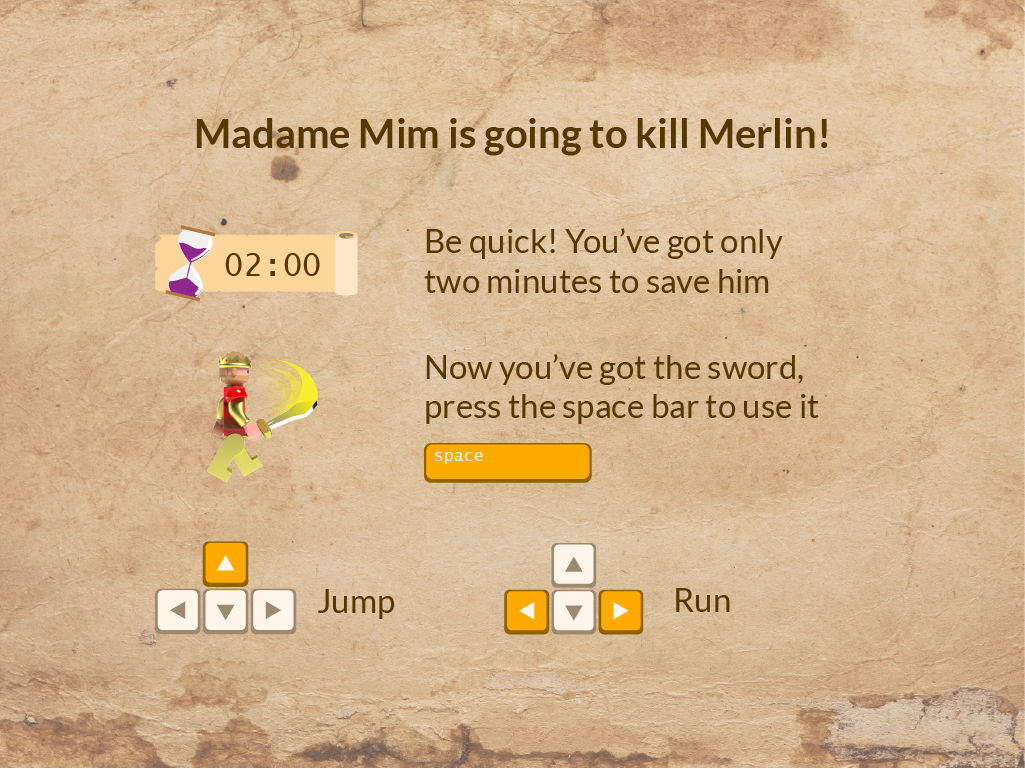 Madame Mim is going to kill Merlin!
02:00
Be quick! You’ve got only
two minutes to save him
Now you’ve got the sword,
press the space bar to use it
space
Jump
Run